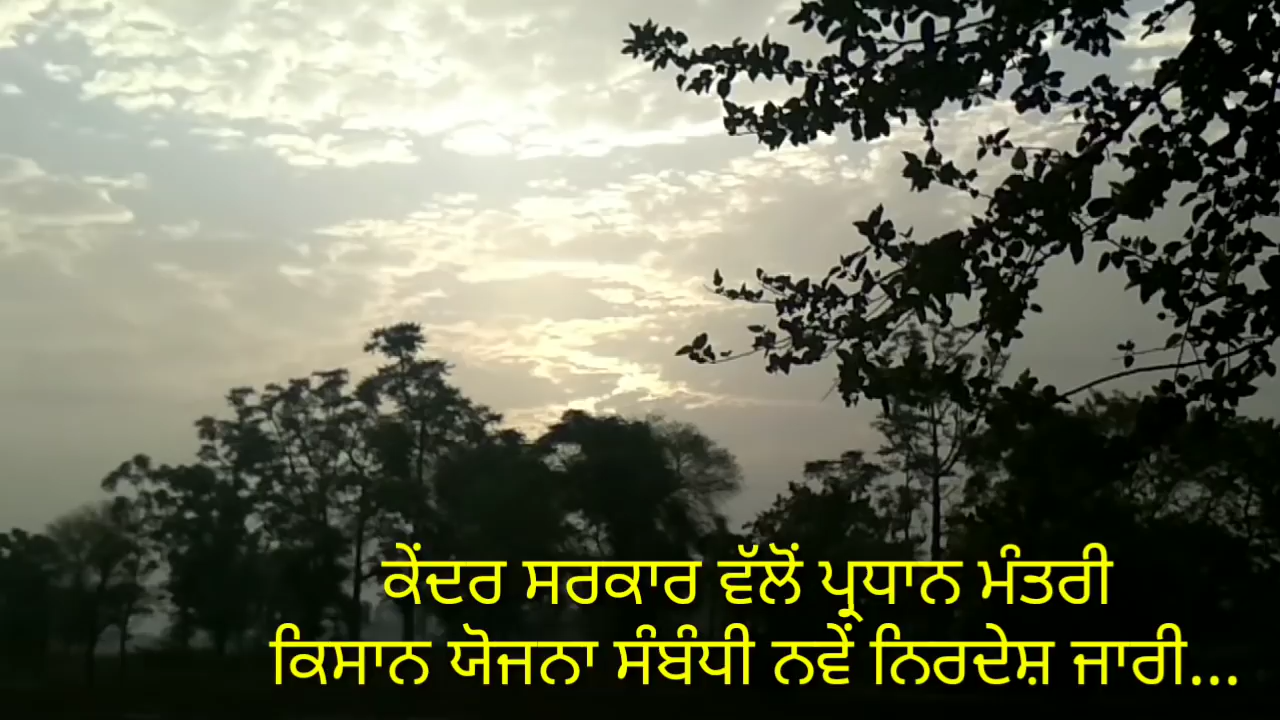 ਕੇਂਦਰ ਸਰਕਾਰ ਵੱਲੋਂ ਪ੍ਰਧਾਨ ਮੰਤਰੀ
ਕਿਸਾਨ ਯੋਜਨਾ ਸੰਬੰਧੀ ਨਵੇਂ ਨਿਰਦੇਸ਼ ਜਾਰੀ...